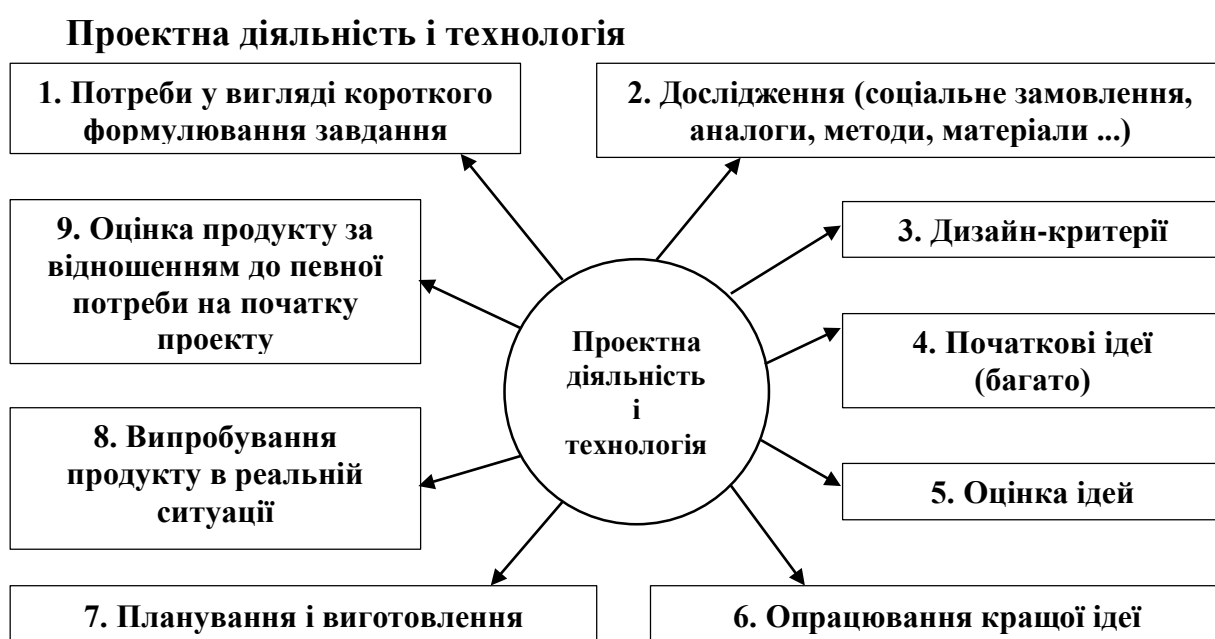 Проектна діяльність і технологія
1. Потреби у вигляді короткого
формулювання завдання
2. Дослідження (соціальне замовлення,
аналоги, методи, матеріали ...)
3. Дизайн-критерії
4. Початкові ідеї
(багато)
5. Оцінка ідей
6. Опрацювання кращої ідеї
7. Планування і виготовлення
8. Випробування
продукту в реальній
ситуації
9. Оцінка продукту за
відношенням до певної
потреби на початку
проекту
Проектна
діяльність
і
технологія